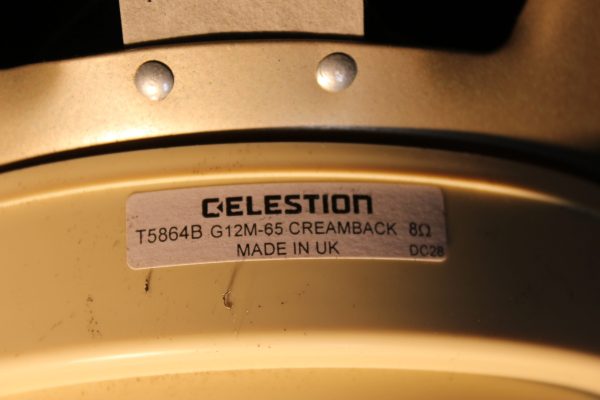 CELESTION
T5864B G12M-65 CREAMBACK 8Ω
MADE IN UK DC28